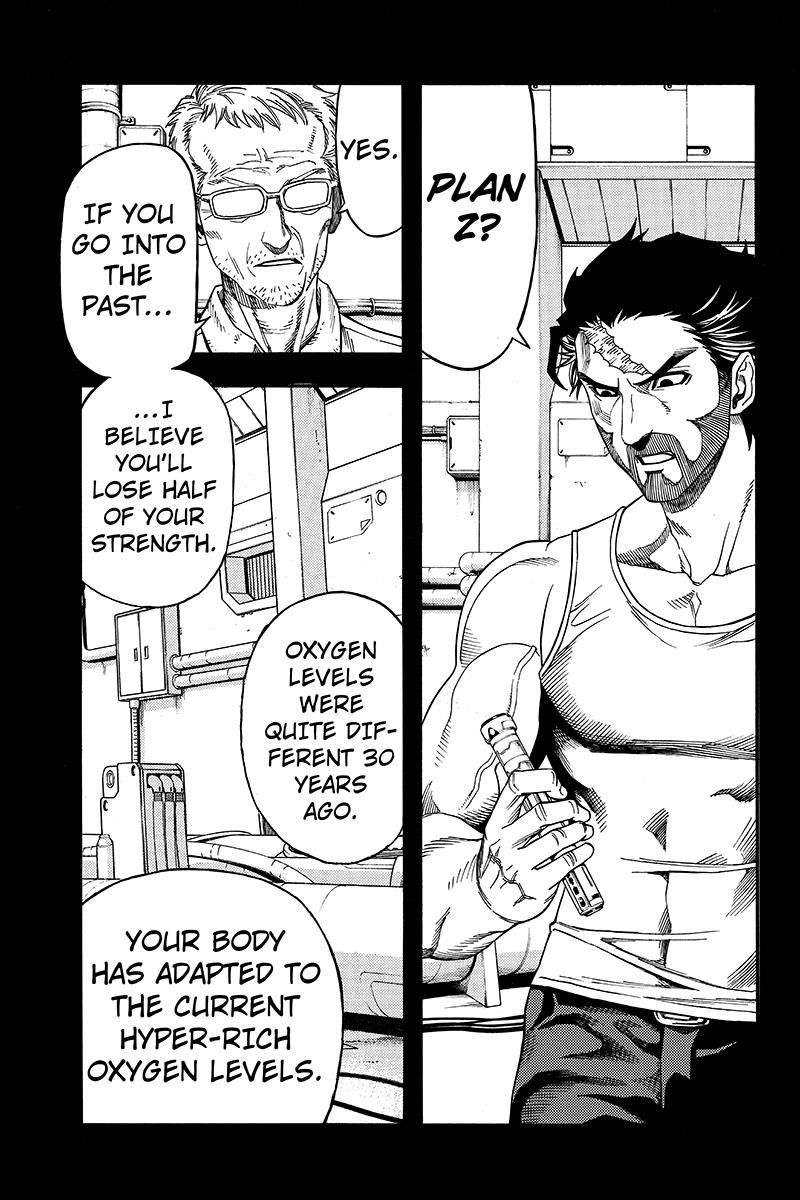 PLAN
Z?
YES.
IF YOU
GO INTO
THE
PAST...
...I
BELIEVE
YOU'LL
LOSE HALF
OF YOUR
STRENGTH.
OXYGEN
LEVELS
WERE
QUITE DIF-
FERENT 30
YEARS
AGO.
YOUR BODY
HAS ADAPTED TO
THE CURRENT
HYPER-RICH
OXYGEN LEVELS.